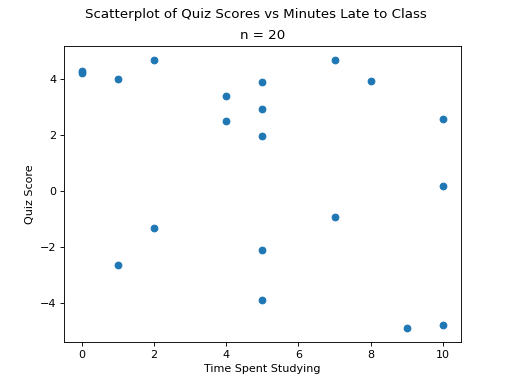 Scatterplot of Quiz Scores vs Minutes Late to Class
n = 20
4
2
0
−2
−4
Quiz Score
0 2 4 6 8 10
Time Spent Studying